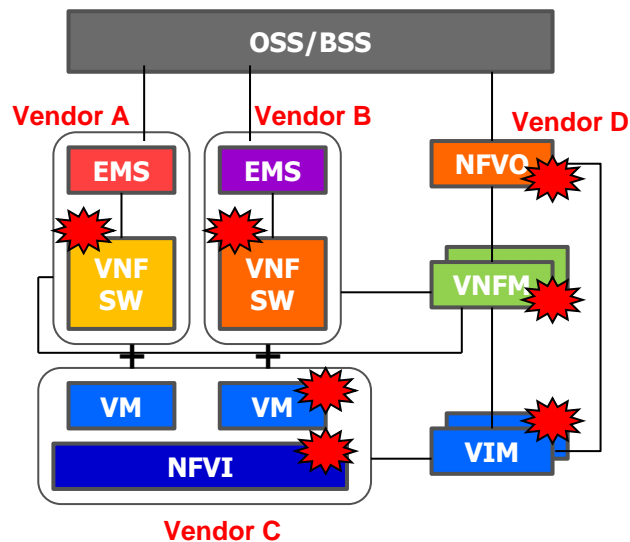 OSS/BSS
Vendor A
Vendor B
Vendor D
EMS
EMS
NFVO
VNF
SW
VNF
SW
VNFM
VM
VM
NFVI
VIM
Vendor C